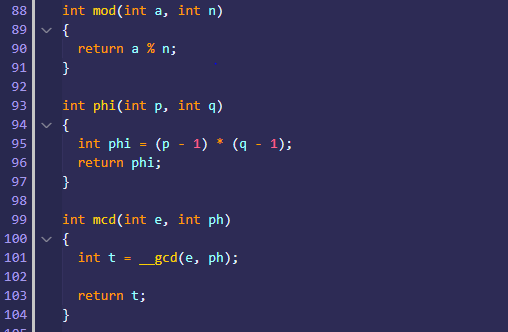 88 int mod(int a, int n)
89 {
90 return a % n;
91 }
92
93 int phi(int p, int q)
94 {
95 int phi = (p - 1) * (q - 1);
96 return phi;
97 }
98
99 int mcd(int e, int ph)
100 {
101 int t = __gcd(e, ph);
102
103 return t;
104 }